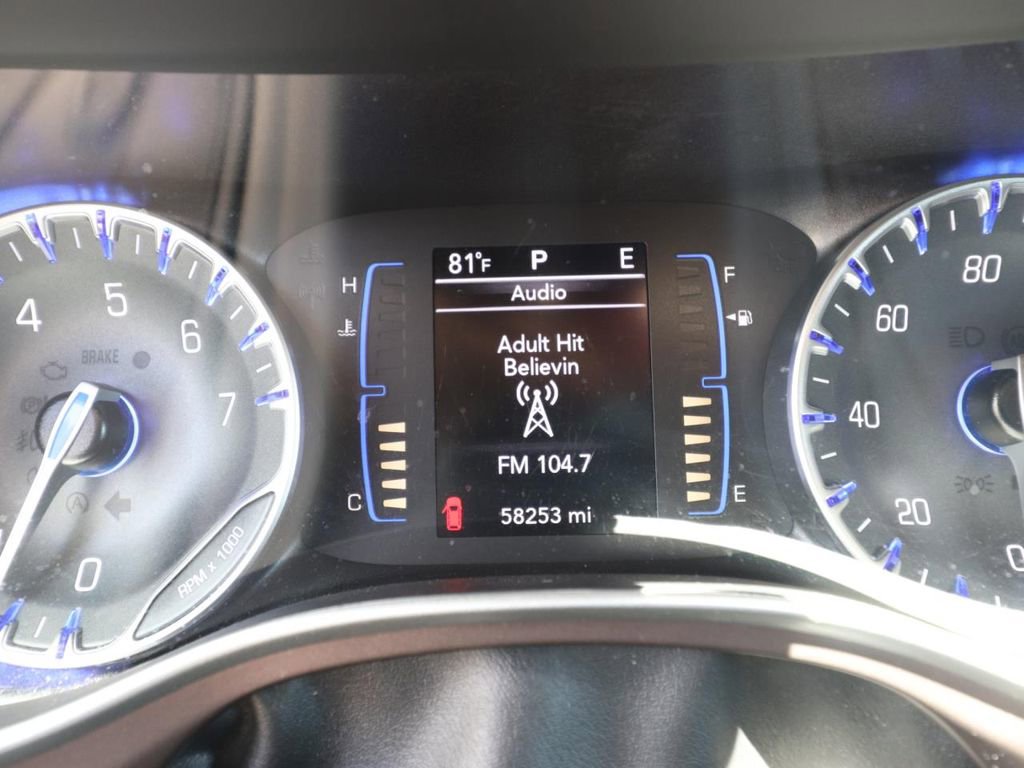 81°F P E
Audio
Adult Hit
Believin
FM 104.7
58253 mi
H
C
F
E
4
5
6
7
0
BRAKE
RPM x 1000
80
60
40
20
0